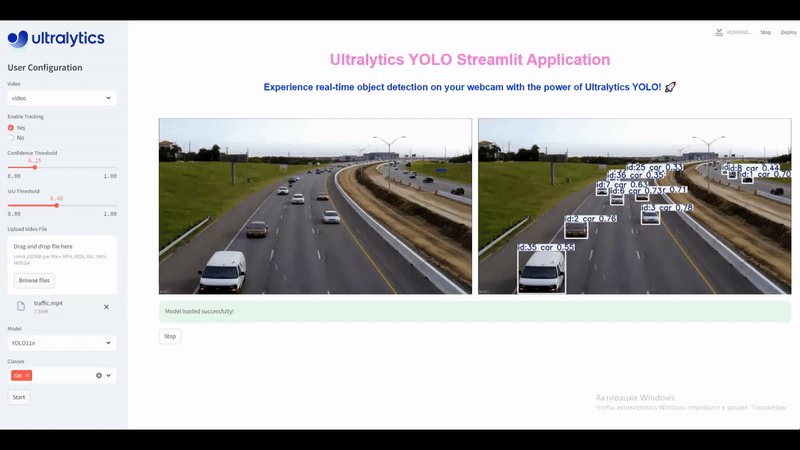 ultralytics
RUNNING...
Stop
Deploy
User Configuration
Video
video
Enable Tracking
Yes
No
Confidence Threshold
0.25
0.00
1.00
IoU Threshold
0.45
0.00
1.00
Upload Video File
Drag and drop file here
Limit 200MB per file • MP4, MOV, AVI, MKV, MPEG4
Browse files
traffic.mp4
7.5MB
Model
YOLO11n
Classes
car
Start
Ultralytics YOLO Streamlit Application
Experience real-time object detection on your webcam with the power of Ultralytics YOLO! 🚀
id:25 car 0.33
id:36 car 0.35
id:7 car 0.63
id:6 car 0.73
0.71
id:3 car 0.78
id:2 car 0.76
id:35 car 0.55
id:8 car 0.44
id:1 car 0.70
Model loaded successfully!
Stop
Активация Windows
Чтобы активировать Windows, перейдите в раздел "Параметры"